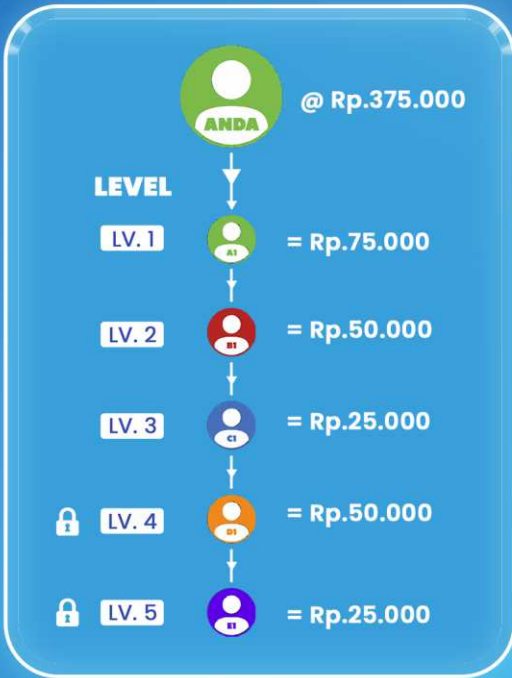 ANDA @ Rp.375.000
LEVEL
LV. 1 A1 = Rp.75.000
LV. 2 B1 = Rp.50.000
LV. 3 C1 = Rp.25.000
LV. 4 D1 = Rp.50.000
LV. 5 E1 = Rp.25.000